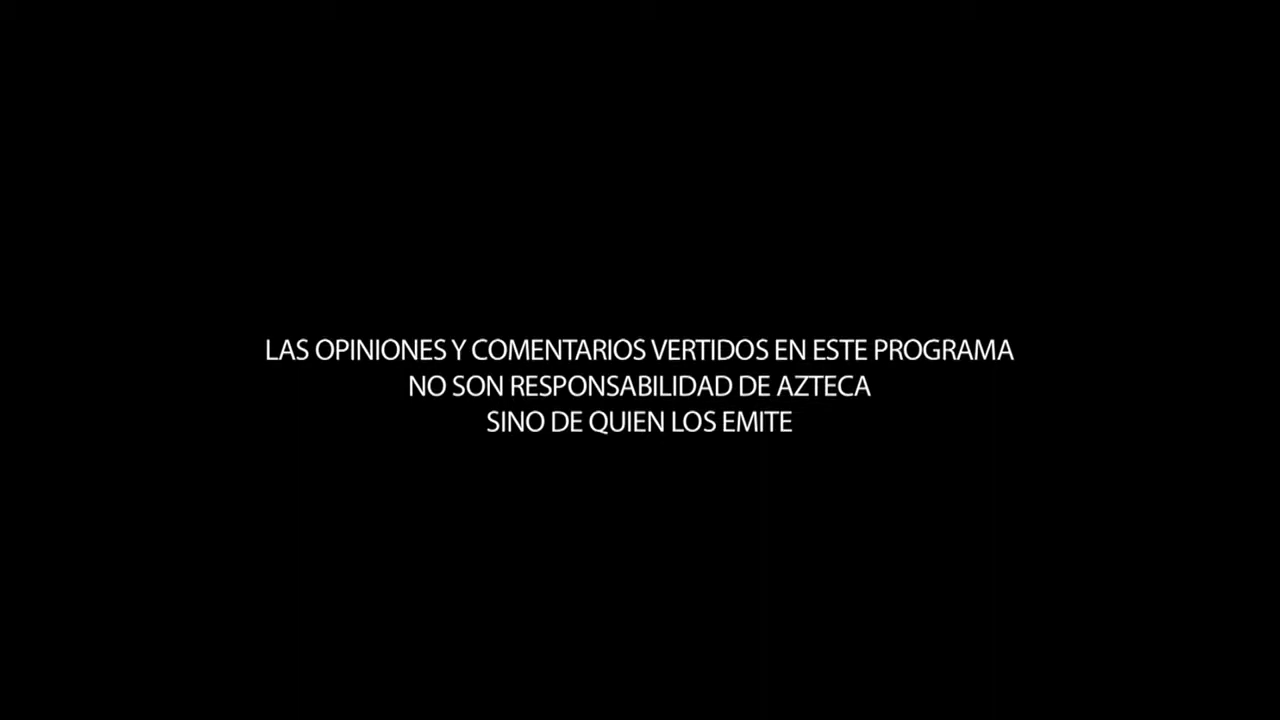 LAS OPINIONES Y COMENTARIOS VERTIDOS EN ESTE PROGRAMA
NO SON RESPONSABILIDAD DE AZTECA
SINO DE QUIEN LOS EMITE